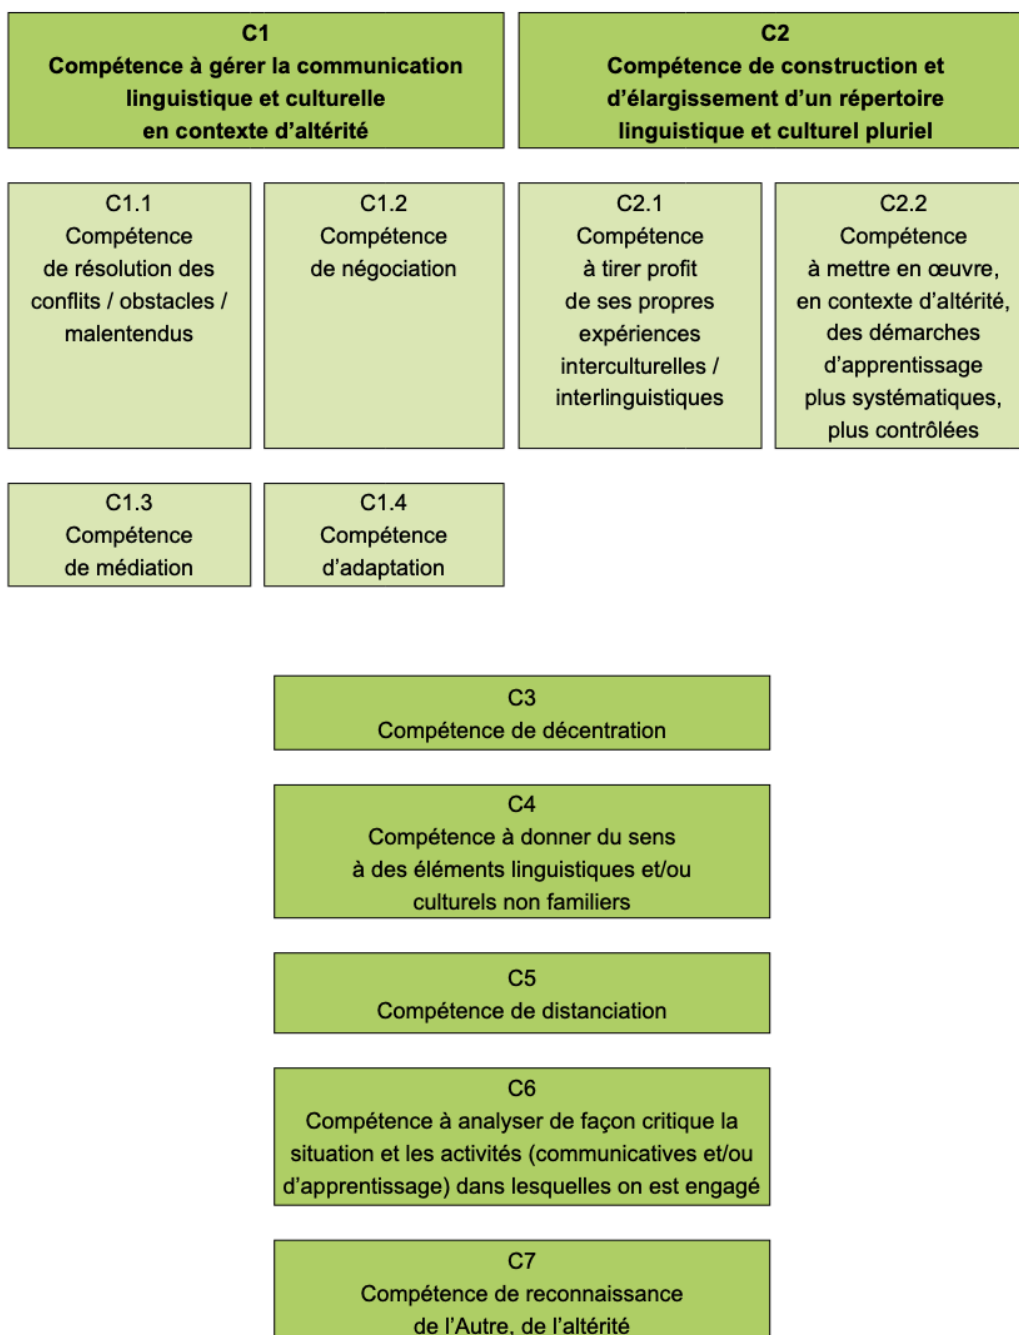 C1
Compétence à gérer la communication
linguistique et culturelle
en contexte d'altérité
C2
Compétence de construction et
d'élargissement d'un répertoire
linguistique et culturel pluriel
C1.1
Compétence
de résolution des
conflits / obstacles /
malentendus
C1.2
Compétence
de négociation
C2.1
Compétence
à tirer profit
de ses propres
expériences
interculturelles /
interlinguistiques
C2.2
Compétence
à mettre en œuvre,
en contexte d'altérité,
des démarches
d'apprentissage
plus systématiques,
plus contrôlées
C1.3
Compétence
de médiation
C1.4
Compétence
d'adaptation
C3
Compétence de décentration
C4
Compétence à donner du sens
à des éléments linguistiques et/ou
culturels non familiers
C5
Compétence de distanciation
C6
Compétence à analyser de façon critique la
situation et les activités (communicatives et/ou
d'apprentissage) dans lesquelles on est engagé
C7
Compétence de reconnaissance
de l'Autre, de l'altérité